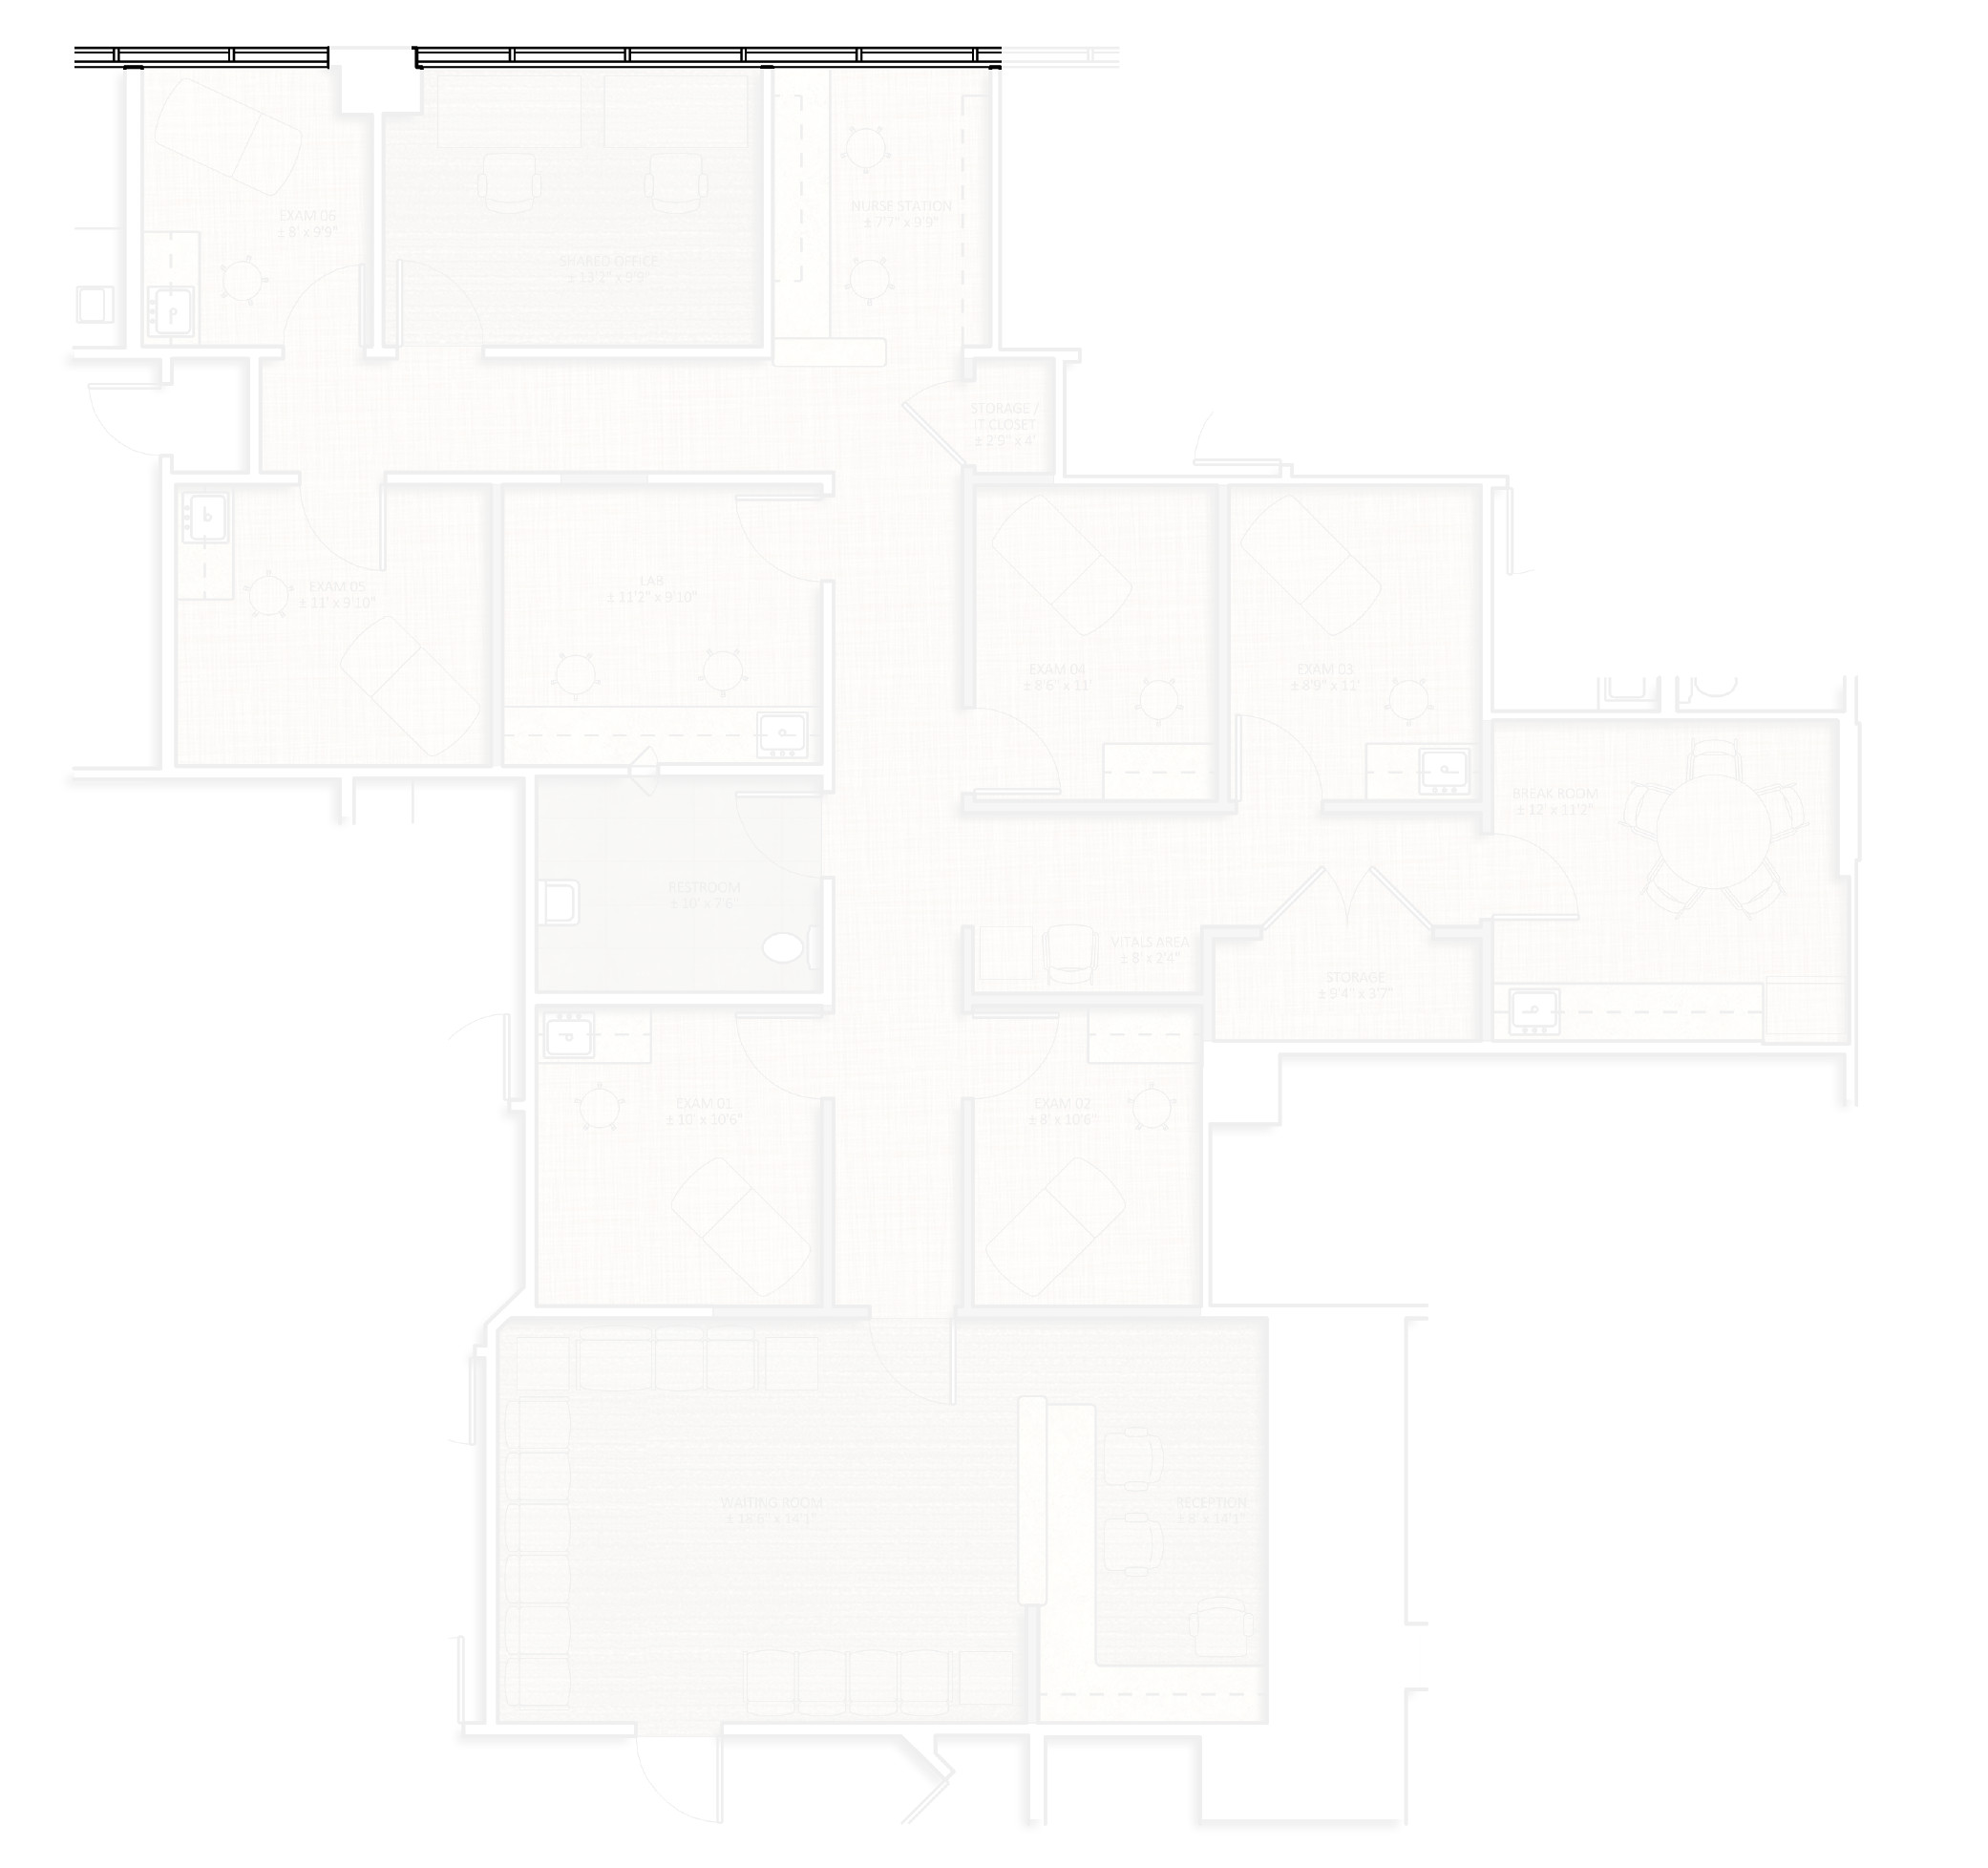 EXAM 06
± 8' x 9'9"
SHARED OFFICE
± 13'2" x 9'9"
NURSE STATION
± 7'7" x 9'9"
STORAGE /
IT CLOSET
± 2'9" x 4'
EXAM 05
± 11' x 9'10"
LAB
± 11'2" x 9'10"
EXAM 04
± 8'6" x 11'
EXAM 03
± 8'9" x 11'
BREAK ROOM
± 12' x 11'2"
RESTROOM
± 10' x 7'6"
VITALS AREA
± 8' x 2'4"
STORAGE
± 9'4" x 3'7"
EXAM 01
± 10' x 10'6"
EXAM 02
± 8' x 10'6"
WAITING ROOM
± 18'6" x 14'1"
RECEPTION
± 8' x 14'1"